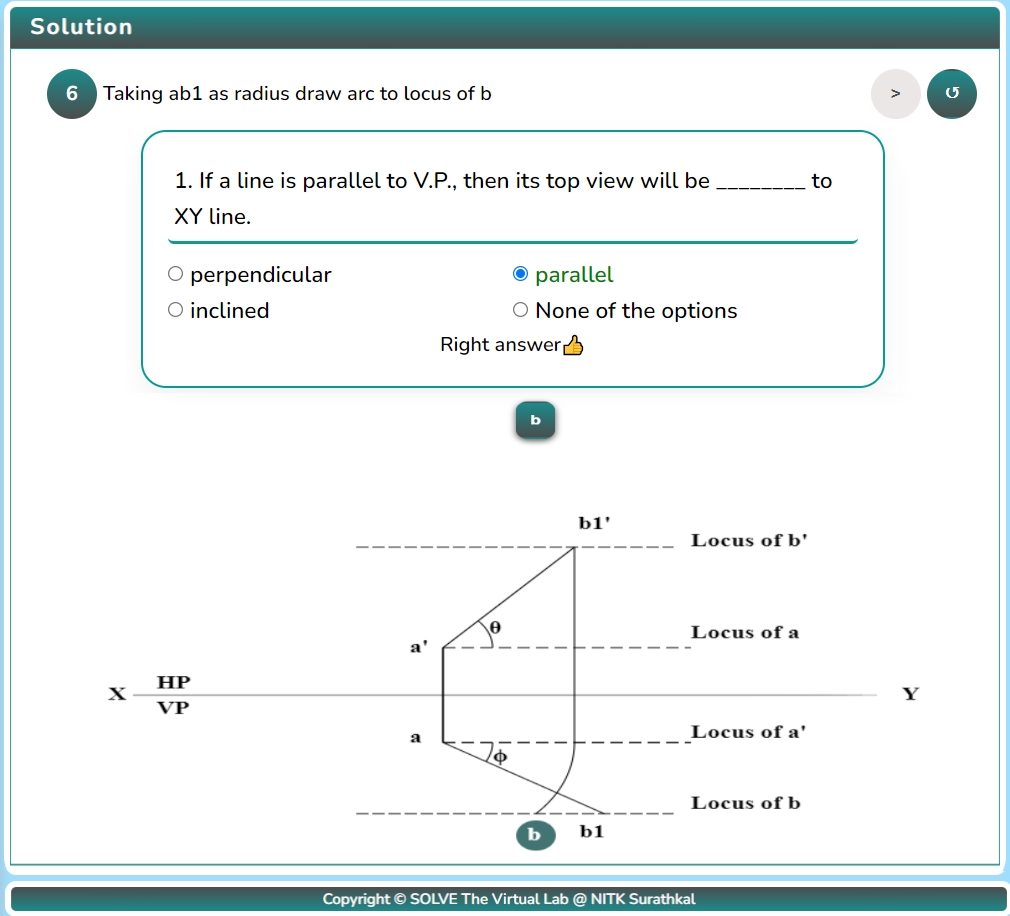 Solution
6 Taking ab1 as radius draw arc to locus of b
> ↺
1. If a line is parallel to V.P., then its top view will be ________ to
XY line.
perpendicular
parallel
inclined
None of the options
Right answer👍
b
b1'
Locus of b'
θ
Locus of a
a'
HP
X
Y
VP
Locus of a'
a
ϕ
Locus of b
b
b1
Copyright © SOLVE The Virtual Lab @ NITK Surathkal